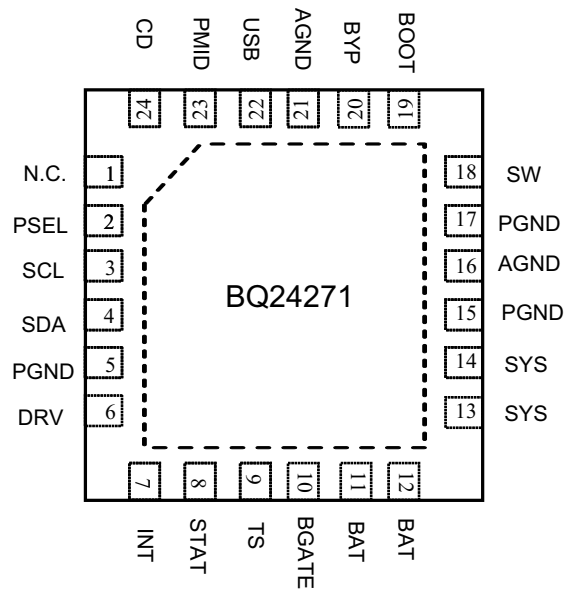 CD PMID USB AGND BYP BOOT
24 23 22 21 20 19
N.C. 1 18 SW
PSEL 2 17 PGND
SCL 3 16 AGND
BQ24271
SDA 4 15 PGND
PGND 5 14 SYS
DRV 6 13 SYS
7 8 9 10 11 12
INT STAT TS BGATE BAT BAT